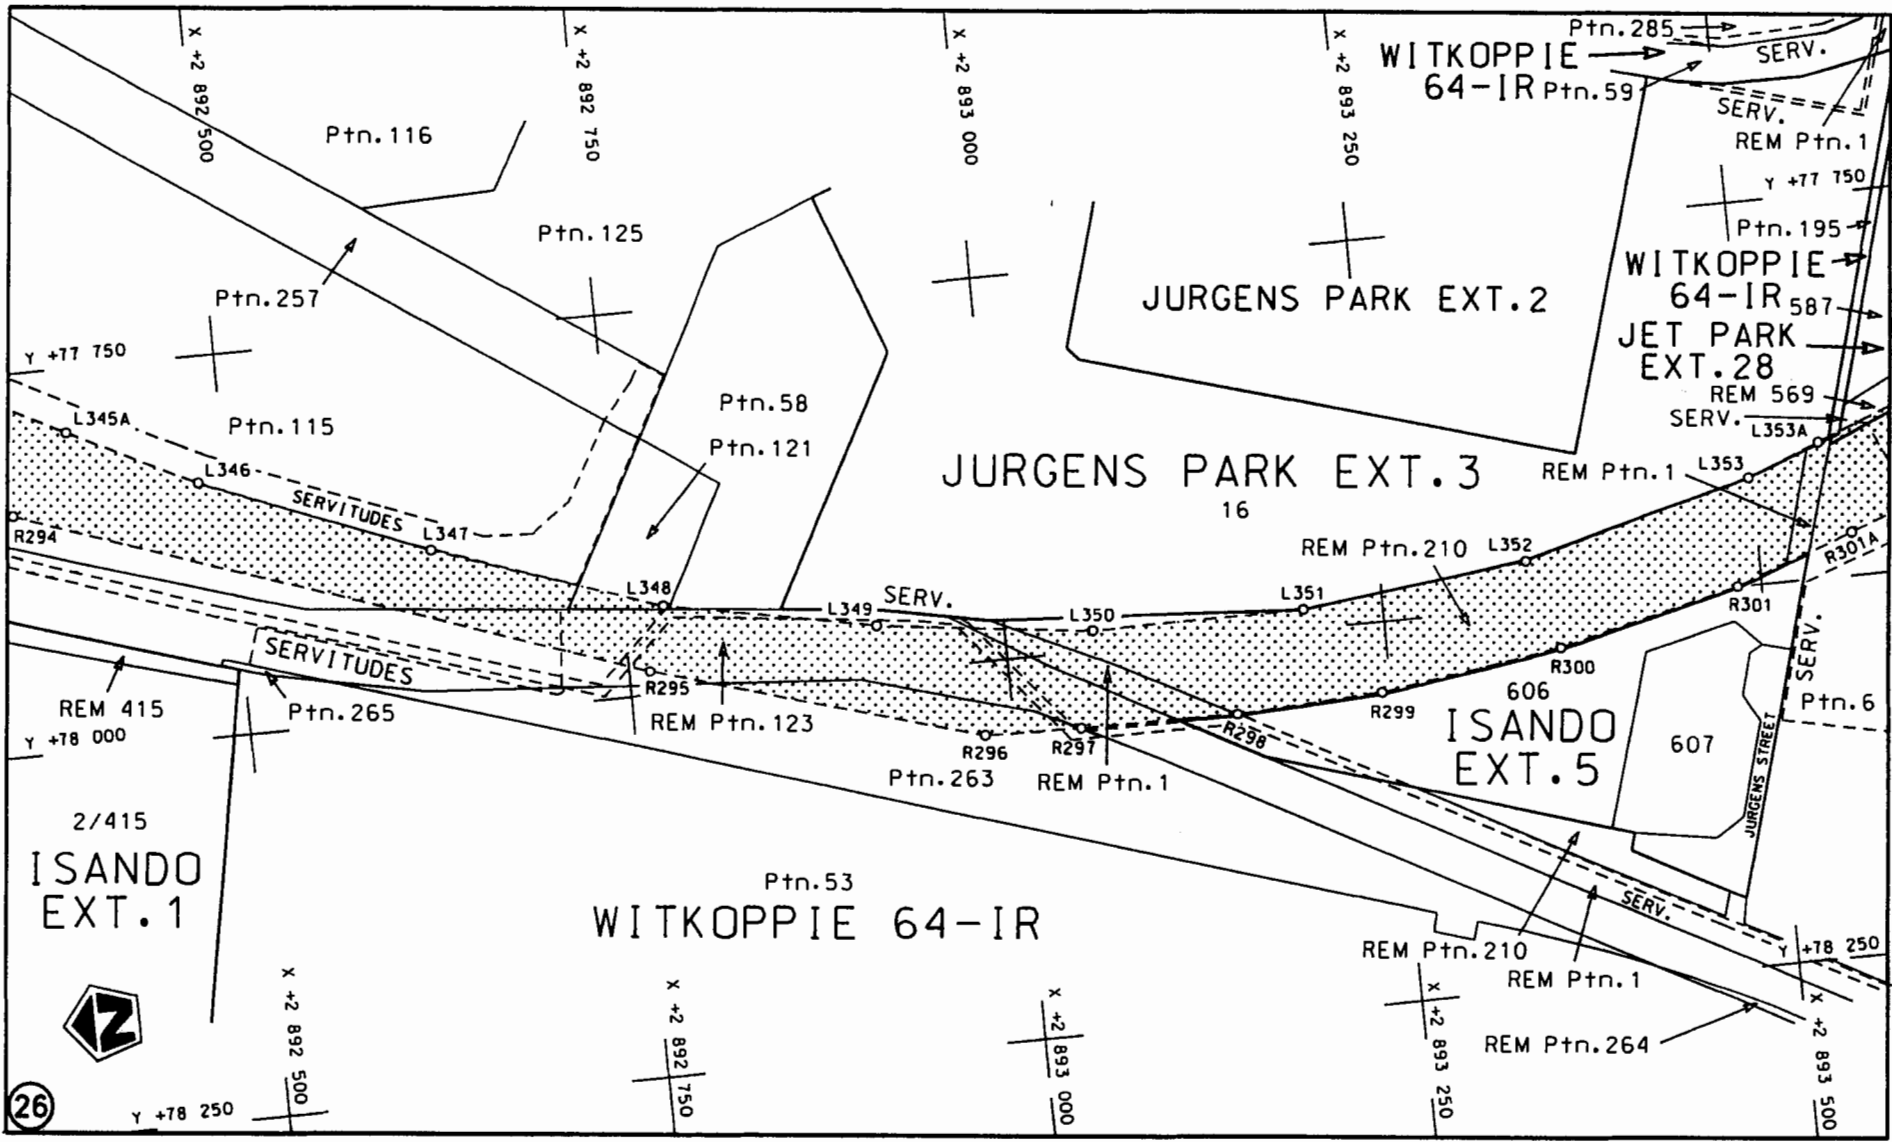 X +2 892 500
X +2 892 750
X +2 893 000
X +2 893 250
Ptn.285
SERV.
WITKOPPIE
64-IR
Ptn.59
SERV.
REM Ptn.1
Ptn.116
Y +77 750
Ptn.125
Ptn.195
WITKOPPIE
64-IR
587
Ptn.257
JURGENS PARK EXT.2
JET PARK
EXT.28
Y +77 750
REM 569
SERV.
L345A
Ptn.115
Ptn.58
Ptn.121
L353A
JURGENS PARK EXT.3
16
REM Ptn.1
L353
L346
SERVITUDES
L347
R294
REM Ptn.210
L352
R301A
L348
L349
SERV.
L350
L351
R301
SERV.
SERVITUDES
R295
R300
606
REM 415
Ptn.265
REM Ptn.123
R299
ISANDO
EXT.5
607
Ptn.6
JURGENS STREET
Y +78 000
R296
R297
R298
Ptn.263
REM Ptn.1
2/415
ISANDO
EXT.1
Ptn.53
WITKOPPIE 64-IR
SERV.
REM Ptn.210
REM Ptn.1
Y +78 250
REM Ptn.264
Z
X +2 892 500
X +2 892 750
X +2 893 000
X +2 893 250
X +2 893 500
26
Y +78 250